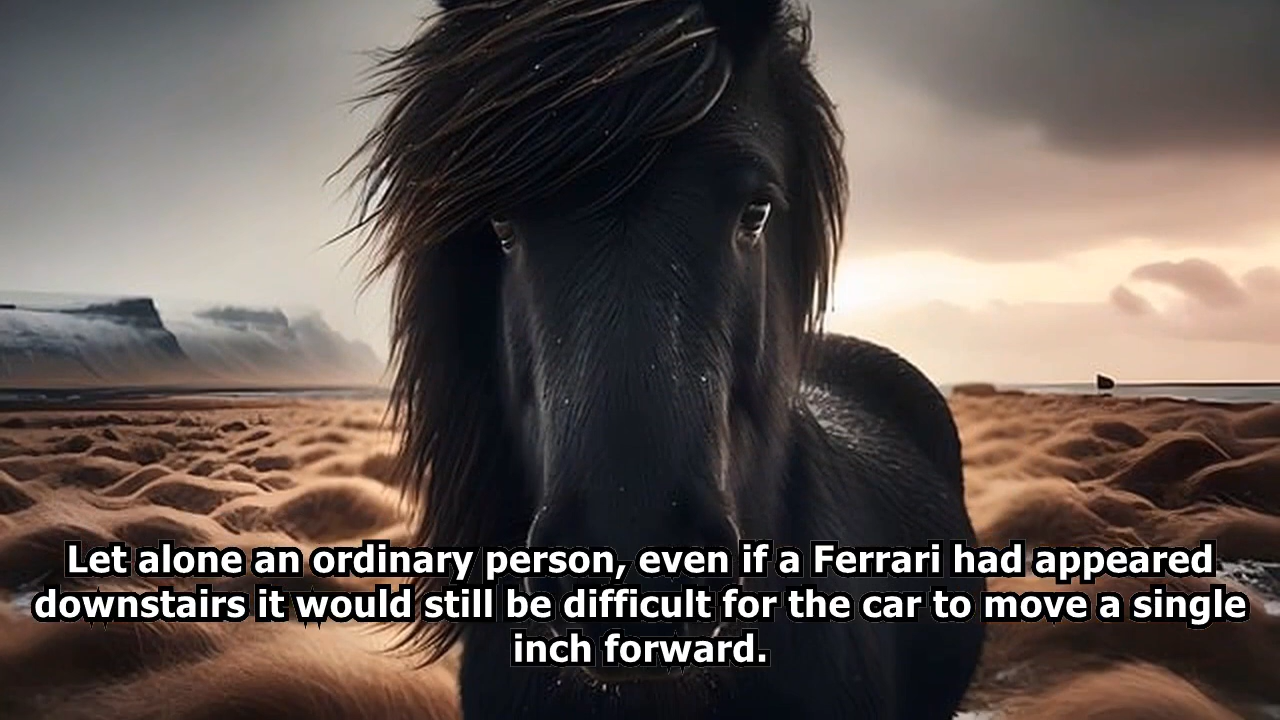 Let alone an ordinary person, even if a Ferrari had appeared
downstairs it would still be difficult for the car to move a single
inch forward.